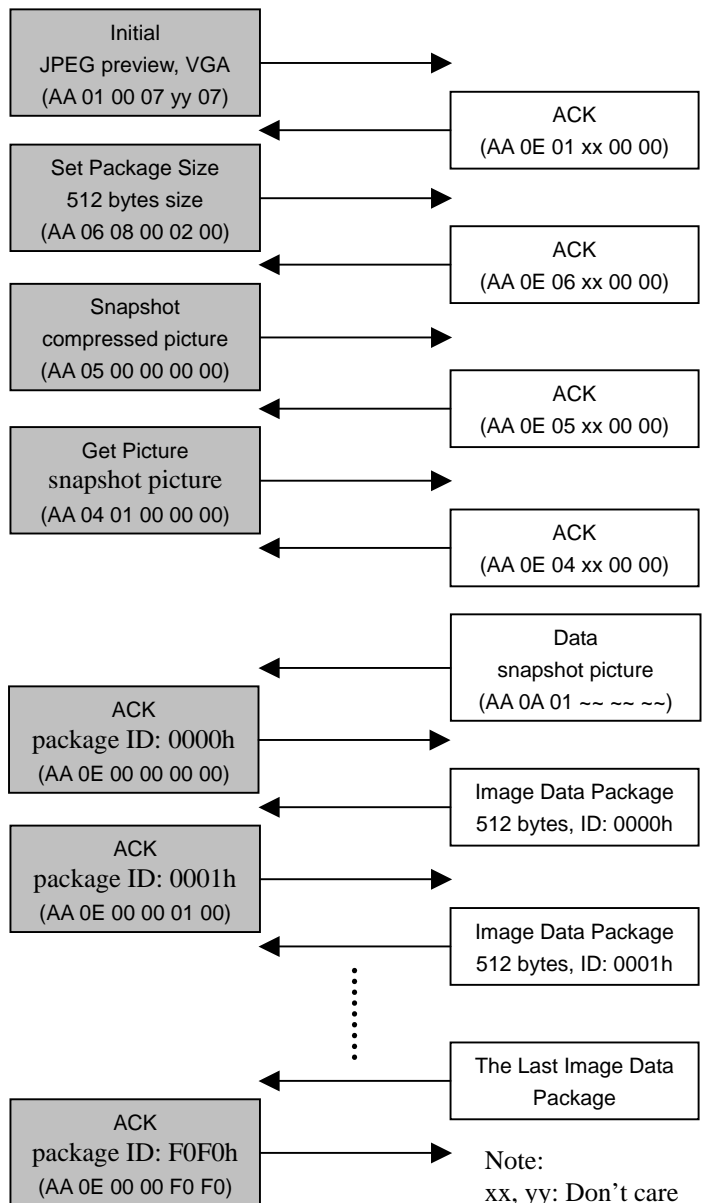 Initial
JPEG preview, VGA
(AA 01 00 07 yy 07)
ACK
(AA 0E 01 xx 00 00)
Set Package Size
512 bytes size
(AA 06 08 00 02 00)
ACK
(AA 0E 06 xx 00 00)
Snapshot
compressed picture
(AA 05 00 00 00 00)
ACK
(AA 0E 05 xx 00 00)
Get Picture
snapshot picture
(AA 04 01 00 00 00)
ACK
(AA 0E 04 xx 00 00)
Data
snapshot picture
(AA 0A 01 ~~ ~~ ~~)
ACK
package ID: 0000h
(AA 0E 00 00 00 00)
Image Data Package
512 bytes, ID: 0000h
ACK
package ID: 0001h
(AA 0E 00 00 01 00)
Image Data Package
512 bytes, ID: 0001h
The Last Image Data
Package
ACK
package ID: F0F0h
(AA 0E 00 00 F0 F0)
Note:
xx, yy: Don't care